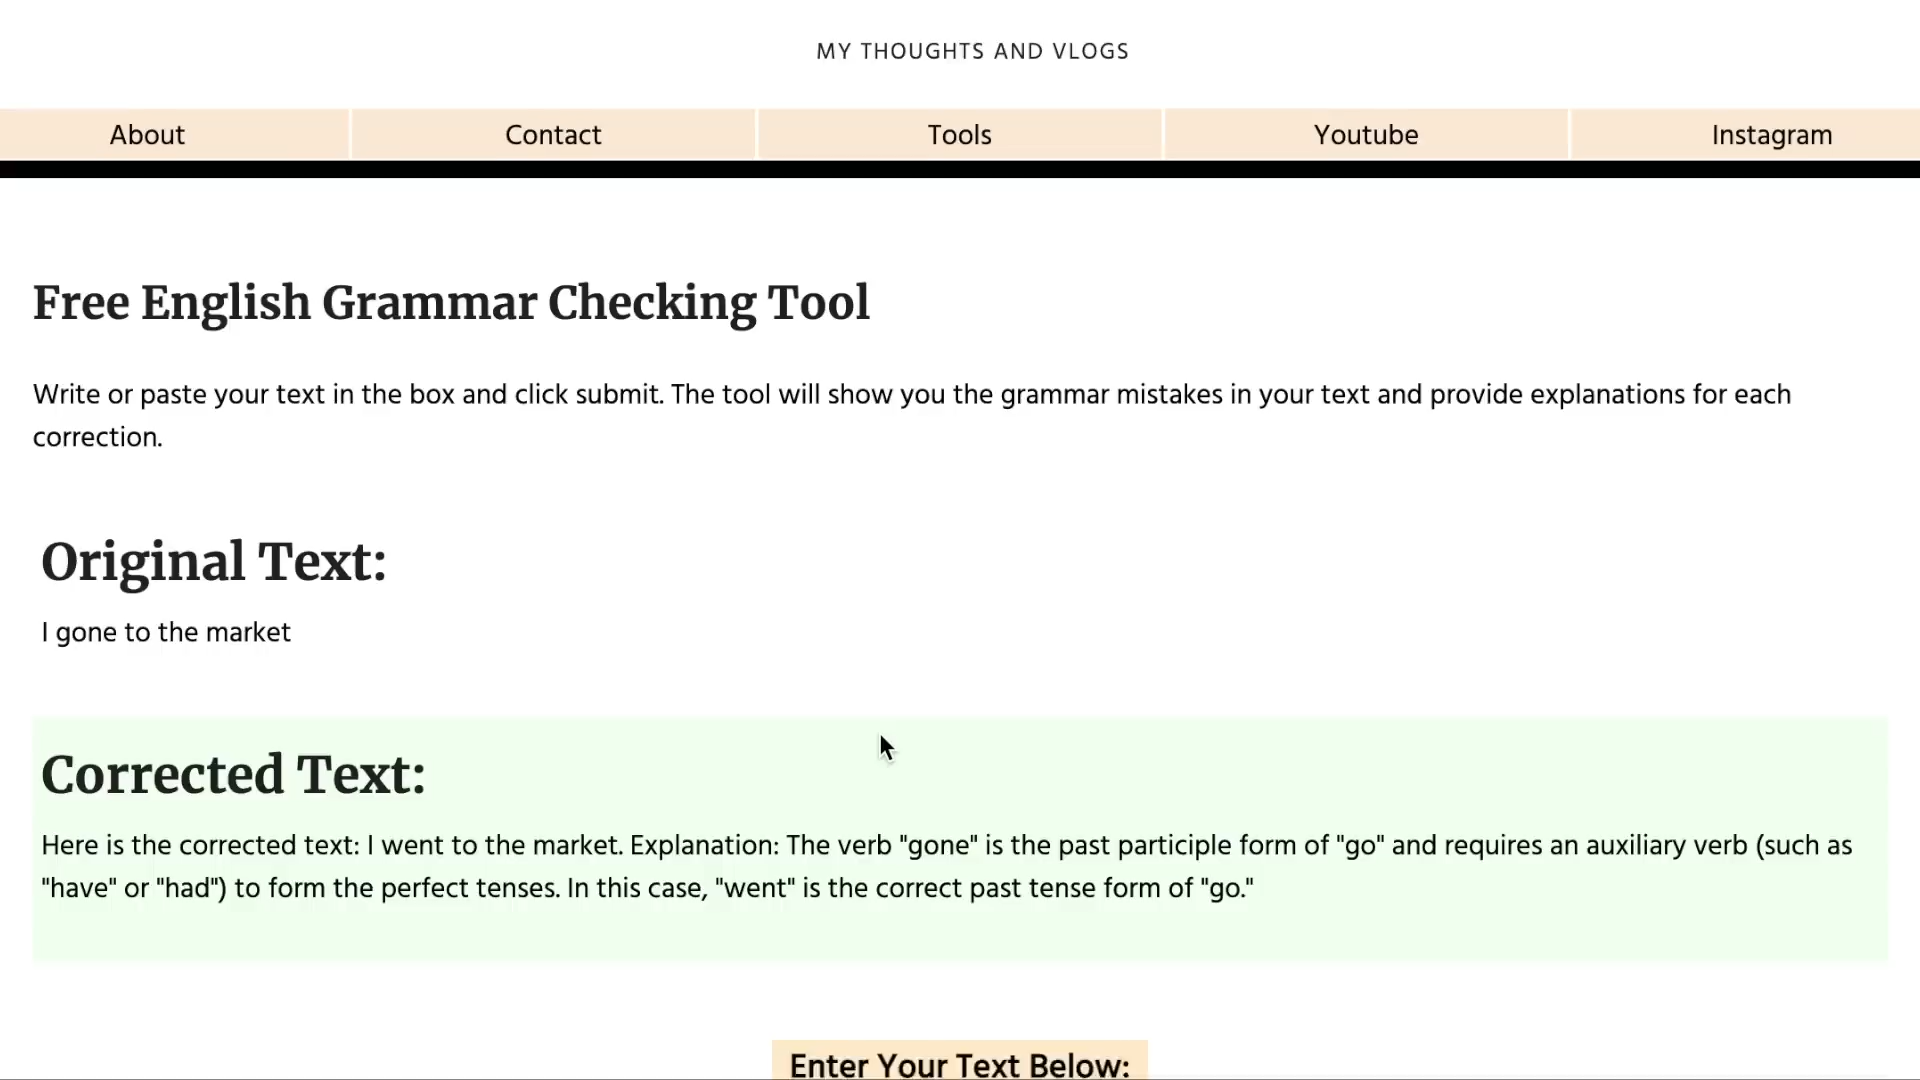 MY THOUGHTS AND VLOGS
About Contact Tools Youtube Instagram
Free English Grammar Checking Tool
Write or paste your text in the box and click submit. The tool will show you the grammar mistakes in your text and provide explanations for each
correction.
Original Text:
I gone to the market
Corrected Text:
Here is the corrected text: I went to the market. Explanation: The verb "gone" is the past participle form of "go" and requires an auxiliary verb (such as
"have" or "had") to form the perfect tenses. In this case, "went" is the correct past tense form of "go."
Enter Your Text Below: